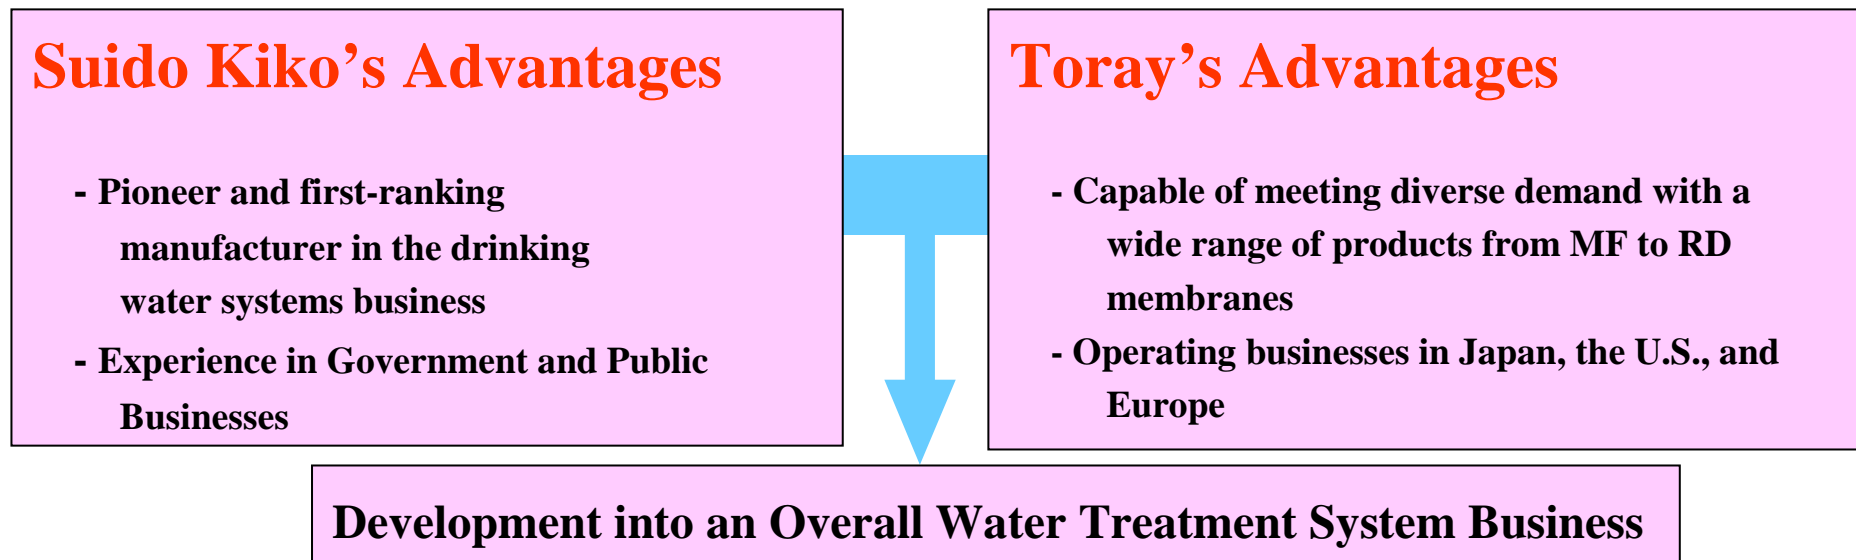 Suido Kiko’s Advantages
- Pioneer and first-ranking
manufacturer in the drinking
water systems business
- Experience in Government and Public
Businesses
Toray’s Advantages
- Capable of meeting diverse demand with a
wide range of products from MF to RD
membranes
- Operating businesses in Japan, the U.S., and
Europe
Development into an Overall Water Treatment System Business